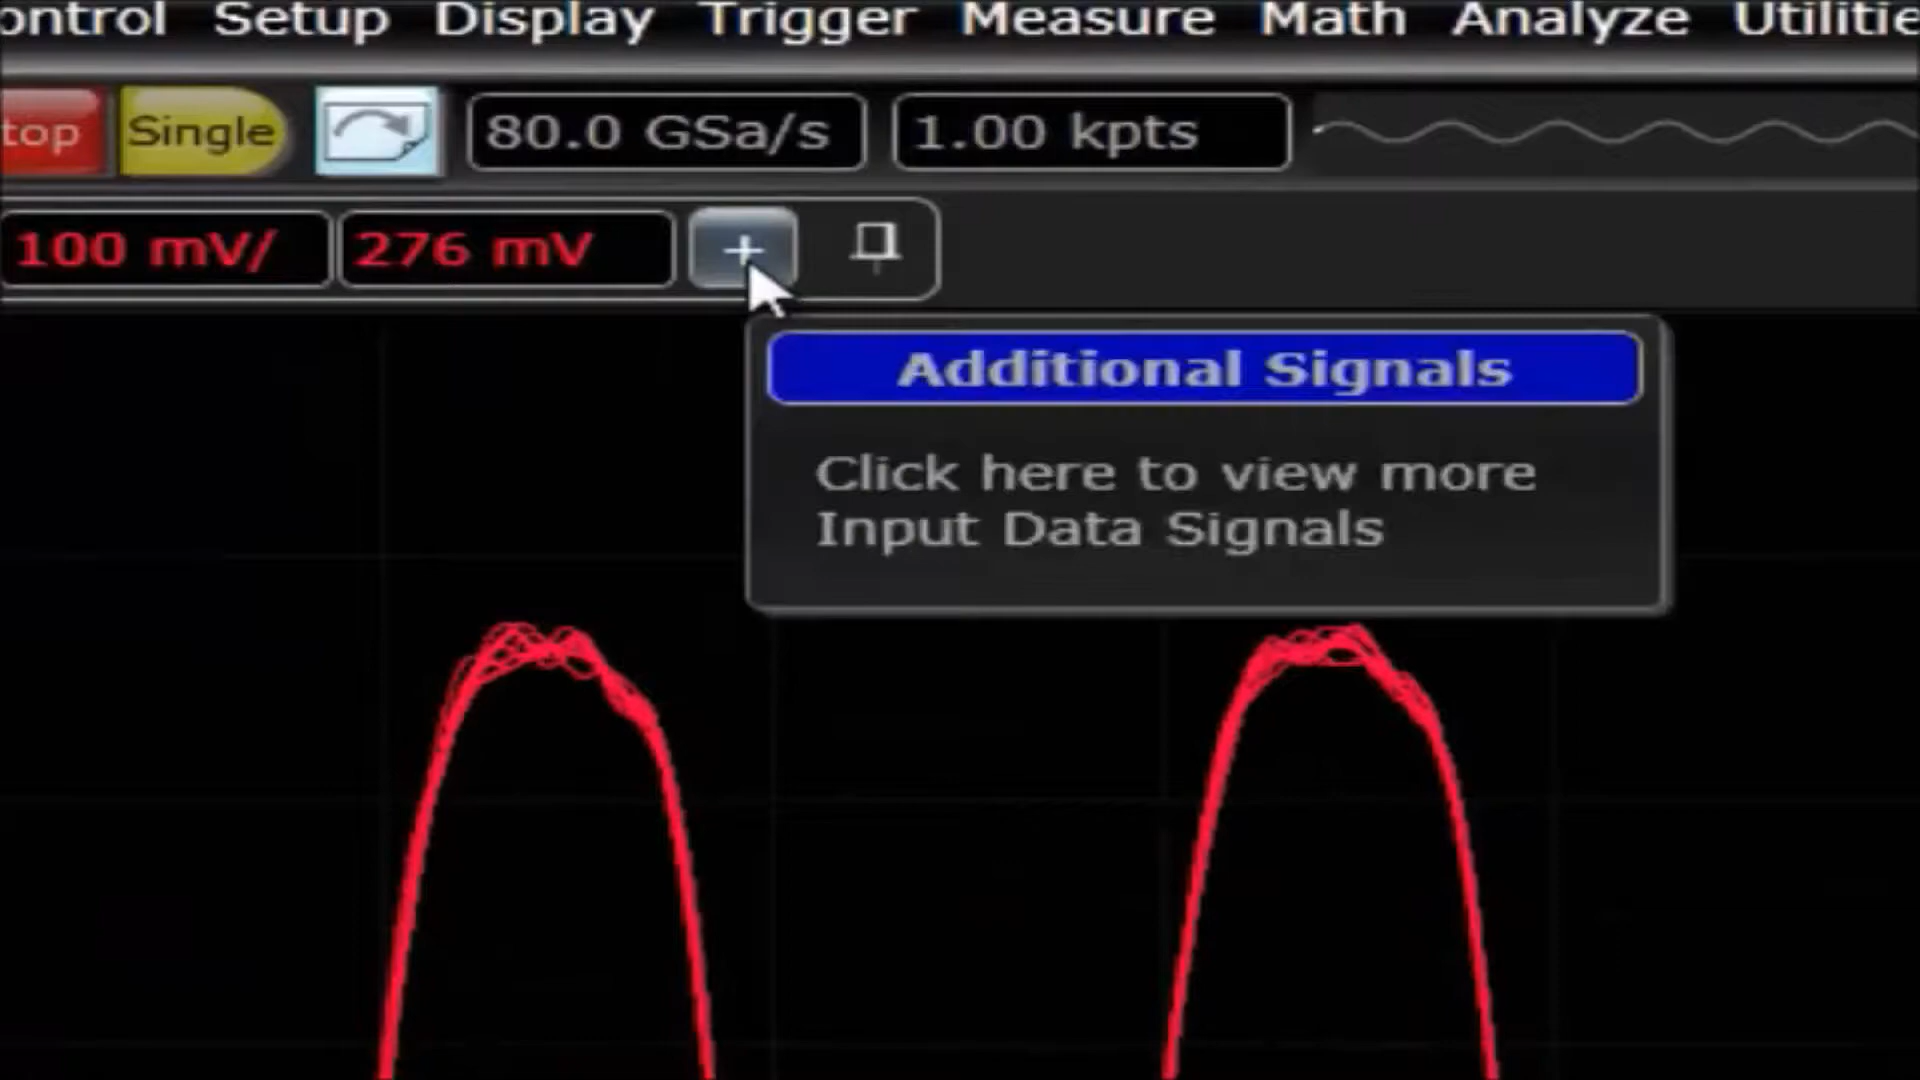 ontrol Setup Display Trigger Measure Math Analyze Utilitie
top Single 80.0 GSa/s 1.00 kpts
100 mV/ 276 mV +
Additional Signals
Click here to view more
Input Data Signals